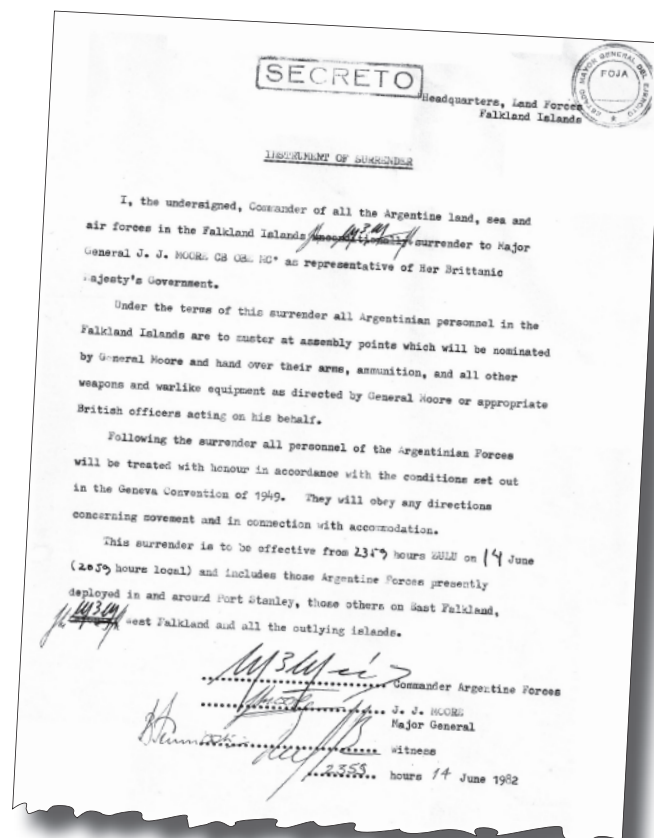 SECRETO
ESTADO MAYOR GENERAL DEL EJERCITO
FOJA
Headquarters, Land Forces
Falkland Islands
INSTRUMENT OF SURRENDER
I, the undersigned, Commander of all the Argentine land, sea and
air forces in the Falkland Islands unconditionally surrender to Major
General J. J. MOORE CB OBE MC* as representative of Her Brittanic
Majesty's Government.
Under the terms of this surrender all Argentinian personnel in the
Falkland Islands are to muster at assembly points which will be nominated
by General Moore and hand over their arms, ammunition, and all other
weapons and warlike equipment as directed by General Moore or appropriate
British officers acting on his behalf.
Following the surrender all personnel of the Argentinian Forces
will be treated with honour in accordance with the conditions set out
in the Geneva Convention of 1949. They will obey any directions
concerning movement and in connection with accommodation.
This surrender is to be effective from 2359 hours ZULU on 14 June
(2059 hours local) and includes those Argentine Forces presently
deployed in and around Port Stanley, those others on East Falkland,
West Falkland and all the outlying islands.
Commander Argentine Forces
J. J. MOORE
Major General
Witness
2359 hours 14 June 1982